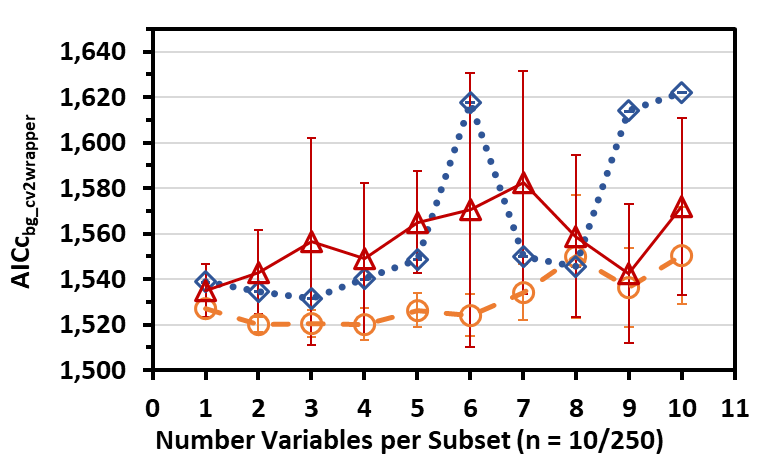 1,640
1,620
1,600
1,580
1,560
1,540
1,520
1,500
AICcbg_cv2wrapper
0 1 2 3 4 5 6 7 8 9 10 11
Number Variables per Subset (n = 10/250)